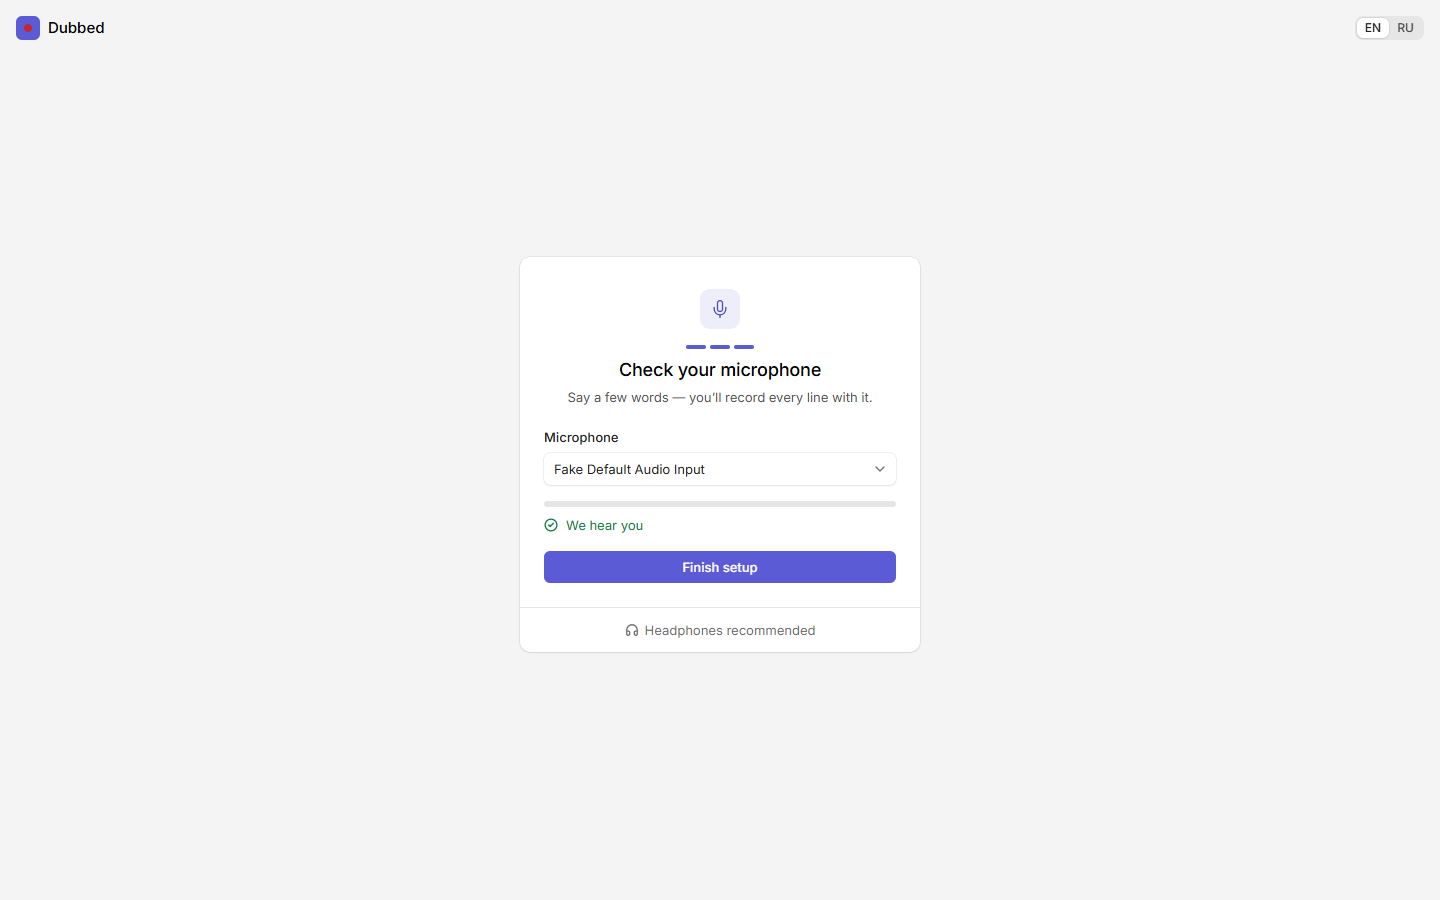 Dubbed
EN RU
Check your microphone
Say a few words — you’ll record every line with it.
Microphone
Fake Default Audio Input
We hear you
Finish setup
Headphones recommended